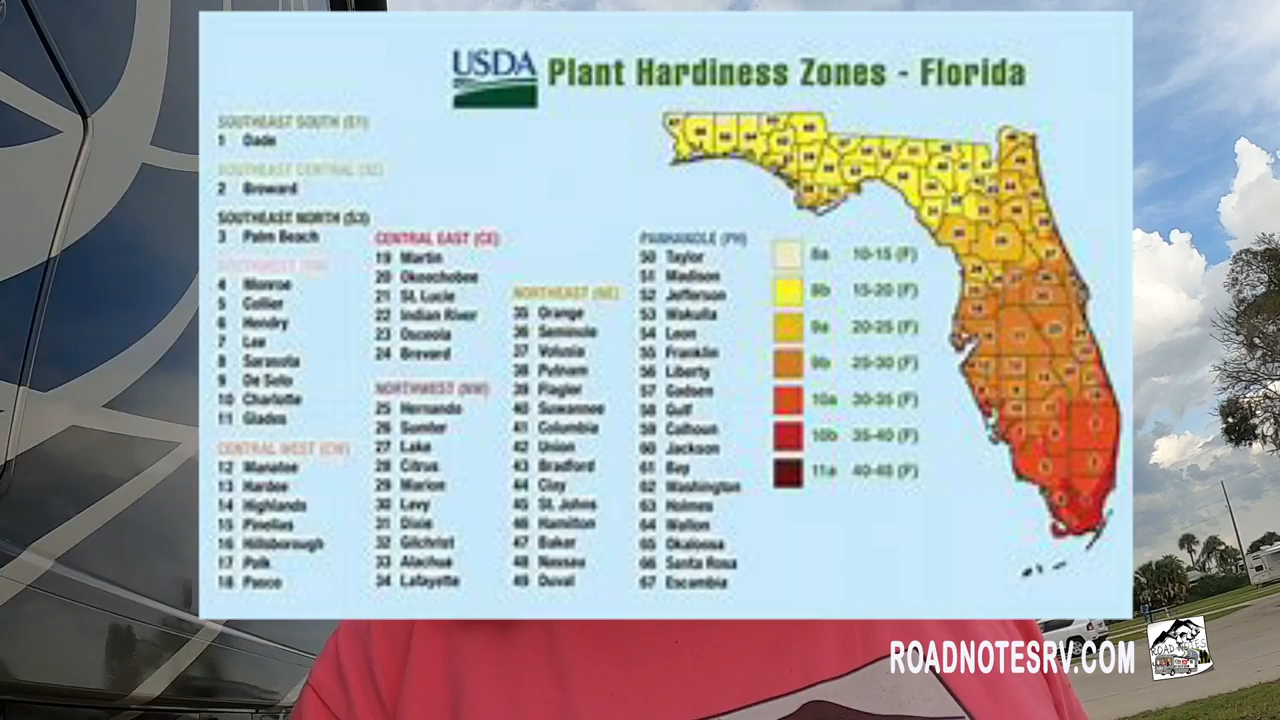 USDA Plant Hardiness Zones - Florida
SOUTHEAST SOUTH (S1)
1 Dade
SOUTHEAST CENTRAL (S2)
2 Broward
SOUTHEAST NORTH (S3)
3 Palm Beach
4 Monroe
5 Collier
6 Hendry
7 Lee
8 Sarasota
9 De Soto
10 Charlotte
11 Glades
CENTRAL WEST (CW)
12 Manatee
13 Hardee
14 Highlands
15 Pinellas
16 Hillsborough
17 Polk
18 Pasco
CENTRAL EAST (CE)
19 Martin
20 Okeechobee
21 St. Lucie
22 Indian River
23 Osceola
24 Brevard
NORTHWEST (NW)
25 Hernando
26 Sumter
27 Lake
28 Citrus
29 Marion
30 Levy
31 Dixie
32 Gilchrist
33 Alachua
34 Lafayette
NORTHEAST (NE)
35 Orange
36 Seminole
37 Volusia
38 Putnam
39 Flagler
40 Suwannee
41 Columbia
42 Union
43 Bradford
44 Clay
45 St. Johns
46 Hamilton
47 Baker
48 Nassau
49 Duval
PANHANDLE (PH)
50 Taylor
51 Madison
52 Jefferson
53 Wakulla
54 Leon
55 Franklin
56 Liberty
57 Gadsen
58 Gulf
59 Calhoun
60 Jackson
61 Bay
62 Washington
63 Holmes
64 Walton
65 Okaloosa
66 Santa Rosa
67 Escambia
8a 10-15 (F)
8b 15-20 (F)
9a 20-25 (F)
9b 25-30 (F)
10a 30-35 (F)
10b 35-40 (F)
11a 40-45 (F)
ROADNOTESRV.COM